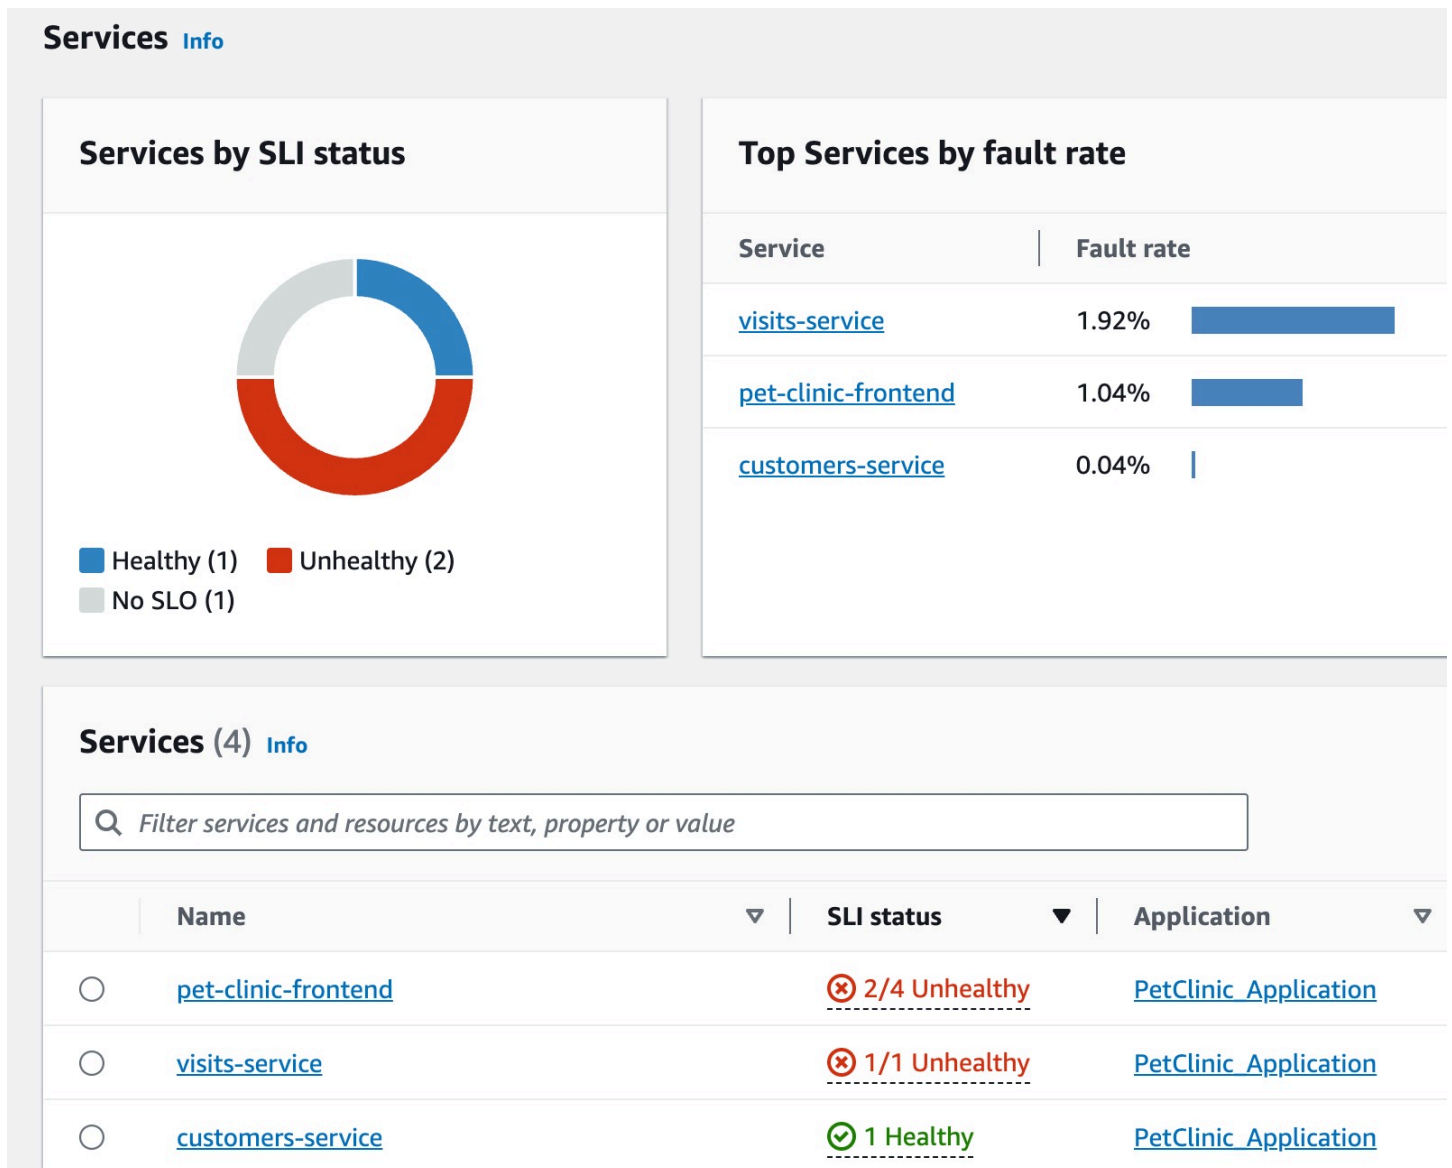 Services Info
Services by SLI status
Healthy (1) Unhealthy (2)
No SLO (1)
Top Services by fault rate
Service Fault rate
visits-service 1.92%
pet-clinic-frontend 1.04%
customers-service 0.04%
Services (4) Info
Filter services and resources by text, property or value
Name SLI status Application
pet-clinic-frontend 2/4 Unhealthy PetClinic_Application
visits-service 1/1 Unhealthy PetClinic_Application
customers-service 1 Healthy PetClinic_Application